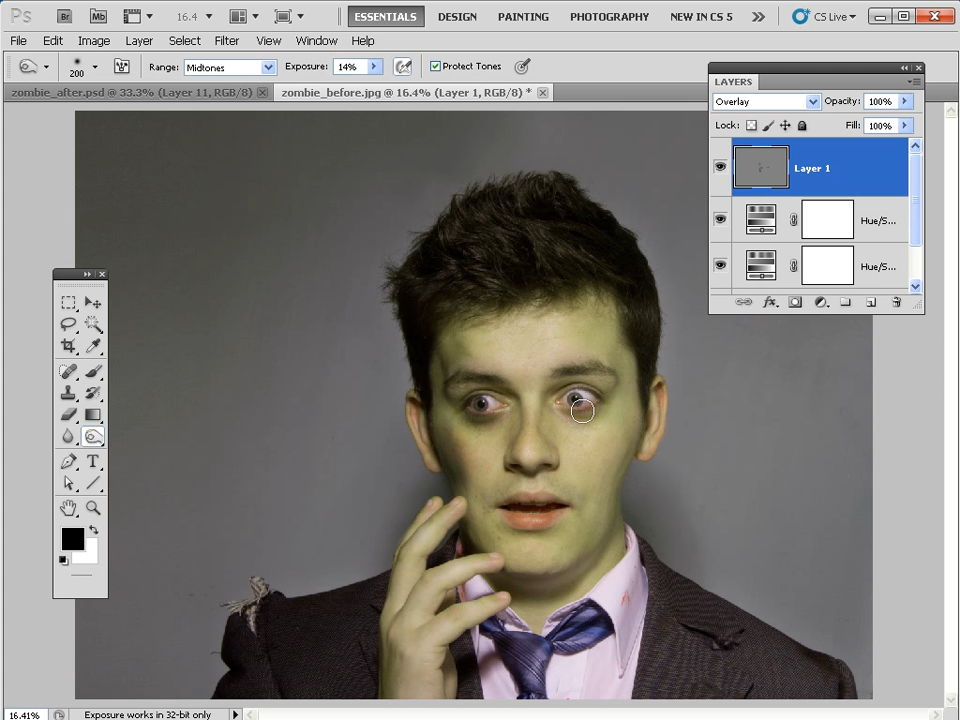 Ps Br Mb 16.4 ESSENTIALS DESIGN PAINTING PHOTOGRAPHY NEW IN CS 5 CS Live
File Edit Image Layer Select Filter View Window Help
200 Range: Midtones Exposure: 14% Protect Tones
zombie_after.psd @ 33.3% (Layer 11, RGB/8) zombie_before.jpg @ 16.4% (Layer 1, RGB/8) *
LAYERS
Overlay Opacity: 100%
Lock: Fill: 100%
Layer 1
Hue/S...
Hue/S...
fx.
T
16.41% Exposure works in 32-bit only